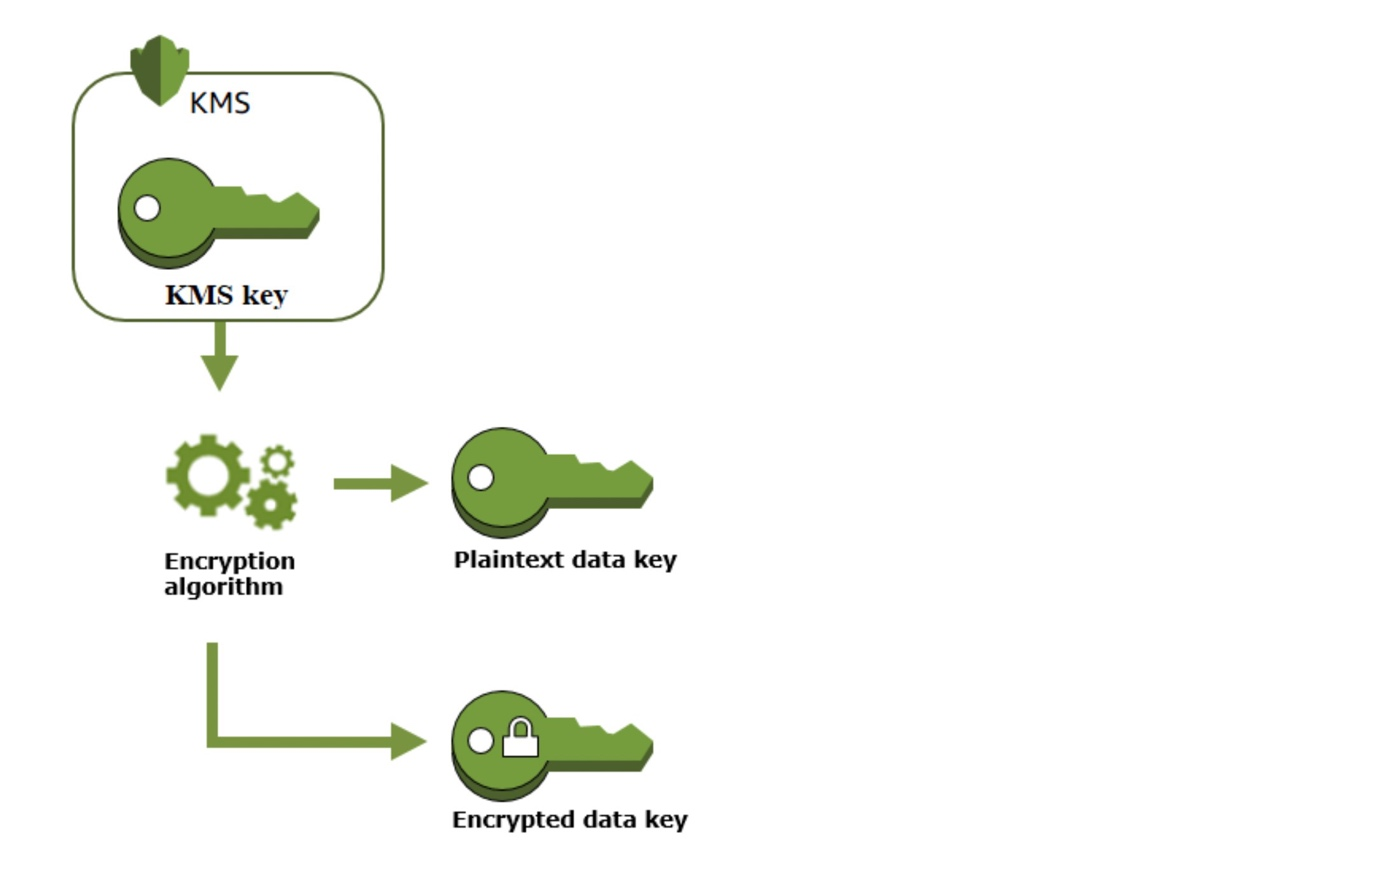 KMS
KMS key
Encryption
algorithm
Plaintext data key
Encrypted data key